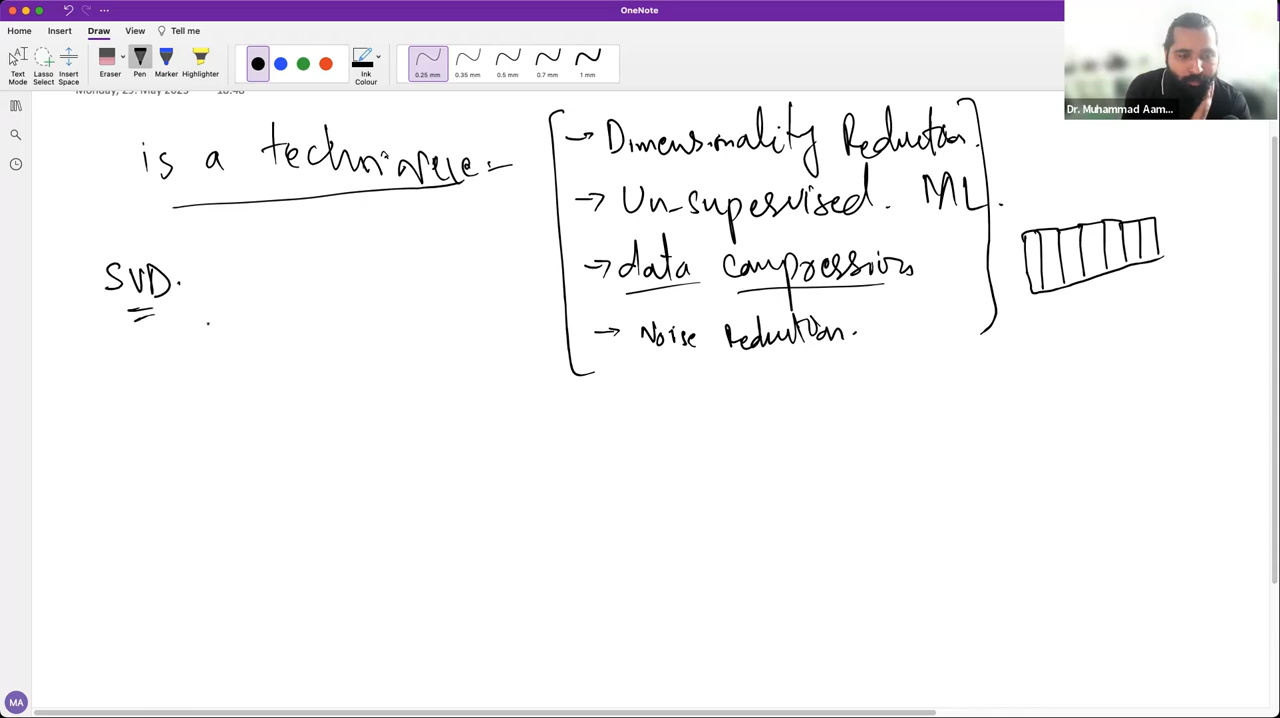 OneNote
Home Insert Draw View Tell me
Text Mode
Lasso Select
Insert Space
Eraser
Pen
Marker
Highlighter
Ink Colour
0.25 mm
0.35 mm
0.5 mm
0.7 mm
1 mm
Dr. Muhammad Aam...
is a technique:-
→ Dimensionality Reduction.
→ Un-supervised. ML.
→ data compression
→ Noise Reduction.
SVD.
MA